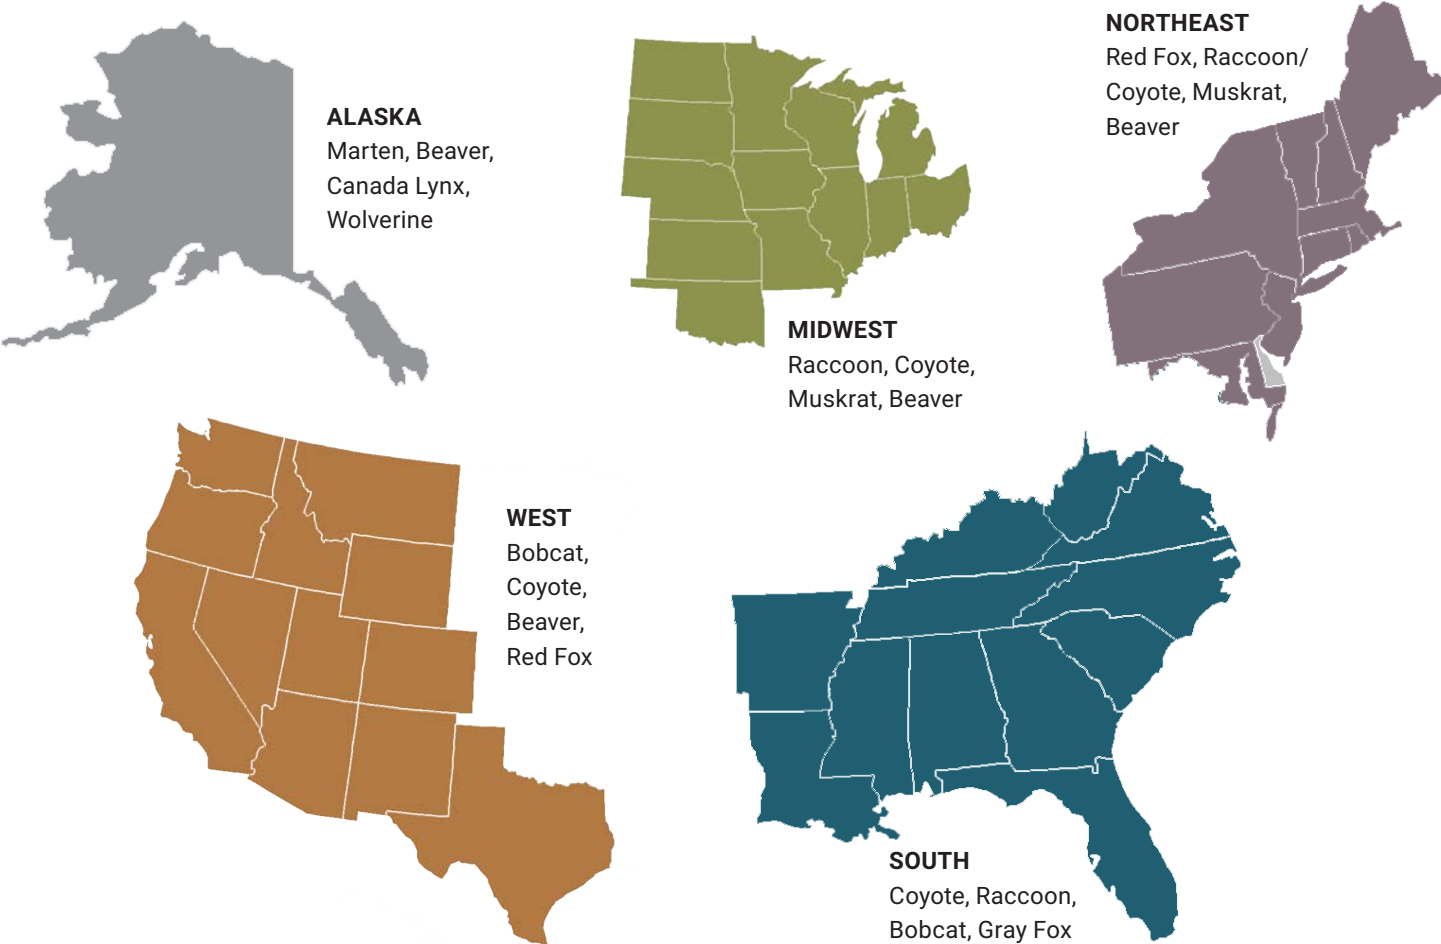 ALASKA
Marten, Beaver,
Canada Lynx,
Wolverine
MIDWEST
Raccoon, Coyote,
Muskrat, Beaver
NORTHEAST
Red Fox, Raccoon/
Coyote, Muskrat,
Beaver
WEST
Bobcat,
Coyote,
Beaver,
Red Fox
SOUTH
Coyote, Raccoon,
Bobcat, Gray Fox